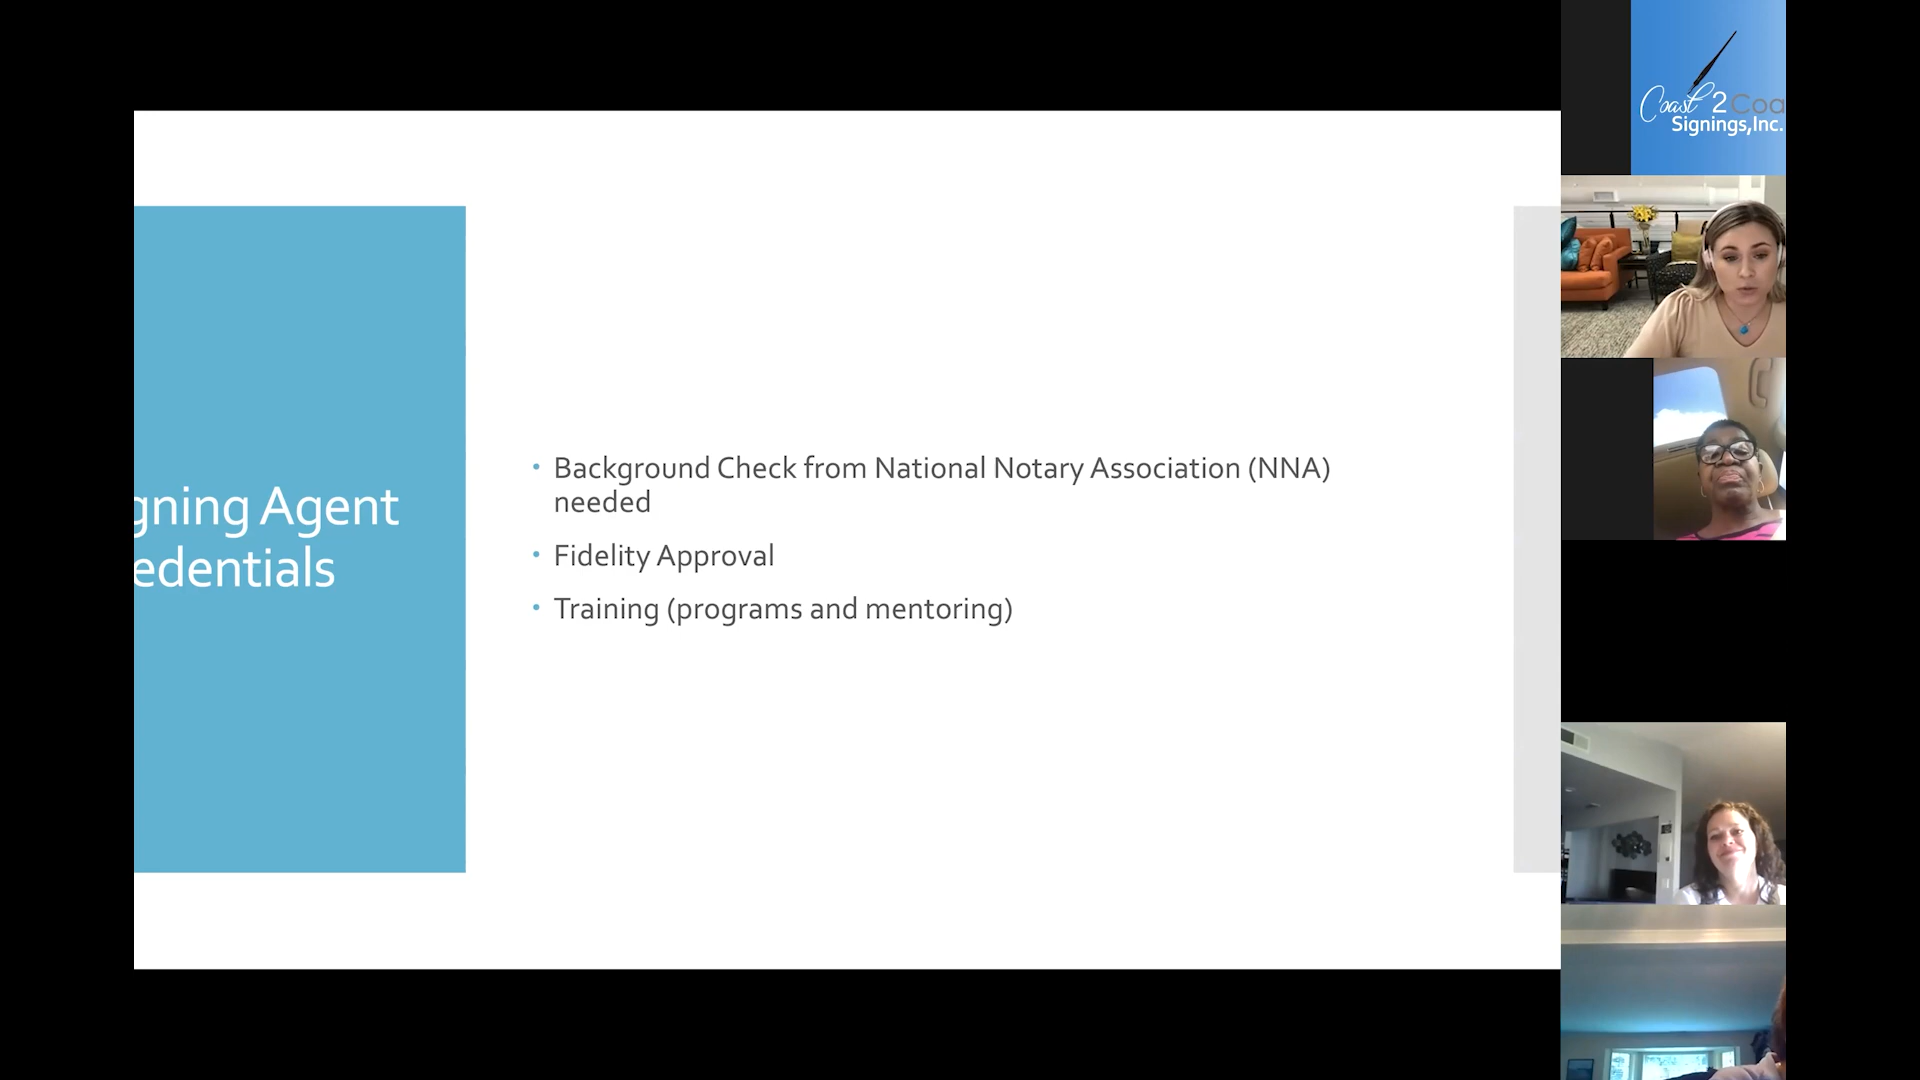 gning Agent
edentials
• Background Check from National Notary Association (NNA)
needed
• Fidelity Approval
• Training (programs and mentoring)
Coast 2 Coa
Signings,Inc.